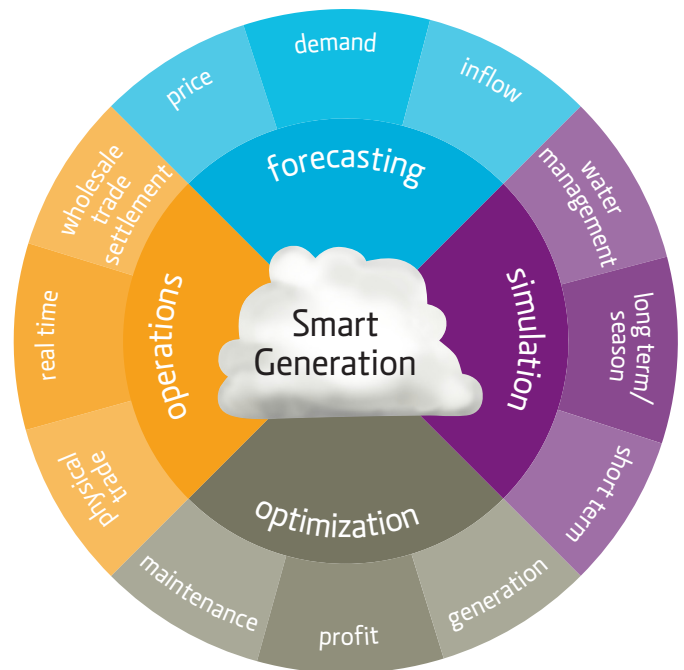 demand
inflow
price
forecasting
water
management
wholesale
trade
settlement
simulation
operations
Smart
Generation
long term/
season
real time
short term
physical
trade
optimization
generation
maintenance
profit